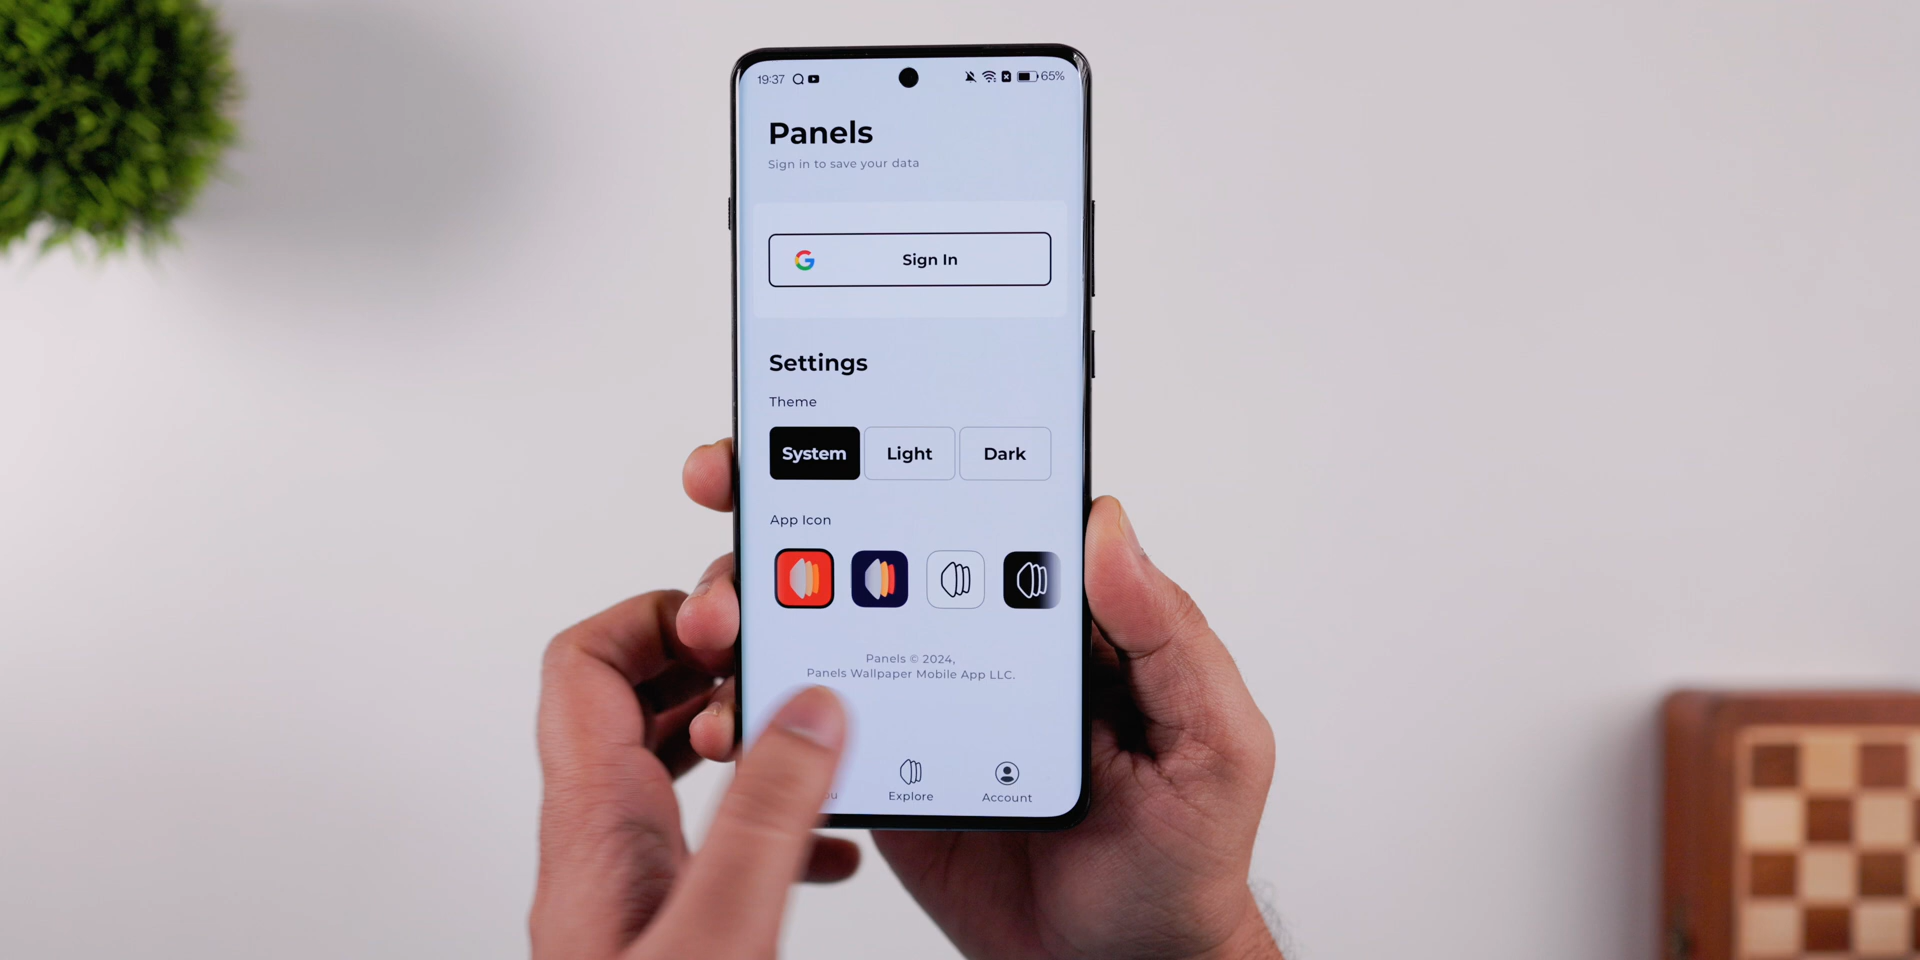 19:37 65%
Panels
Sign in to save your data
Sign In
Settings
Theme
System Light Dark
App Icon
Panels © 2024,
Panels Wallpaper Mobile App LLC.
Explore Account